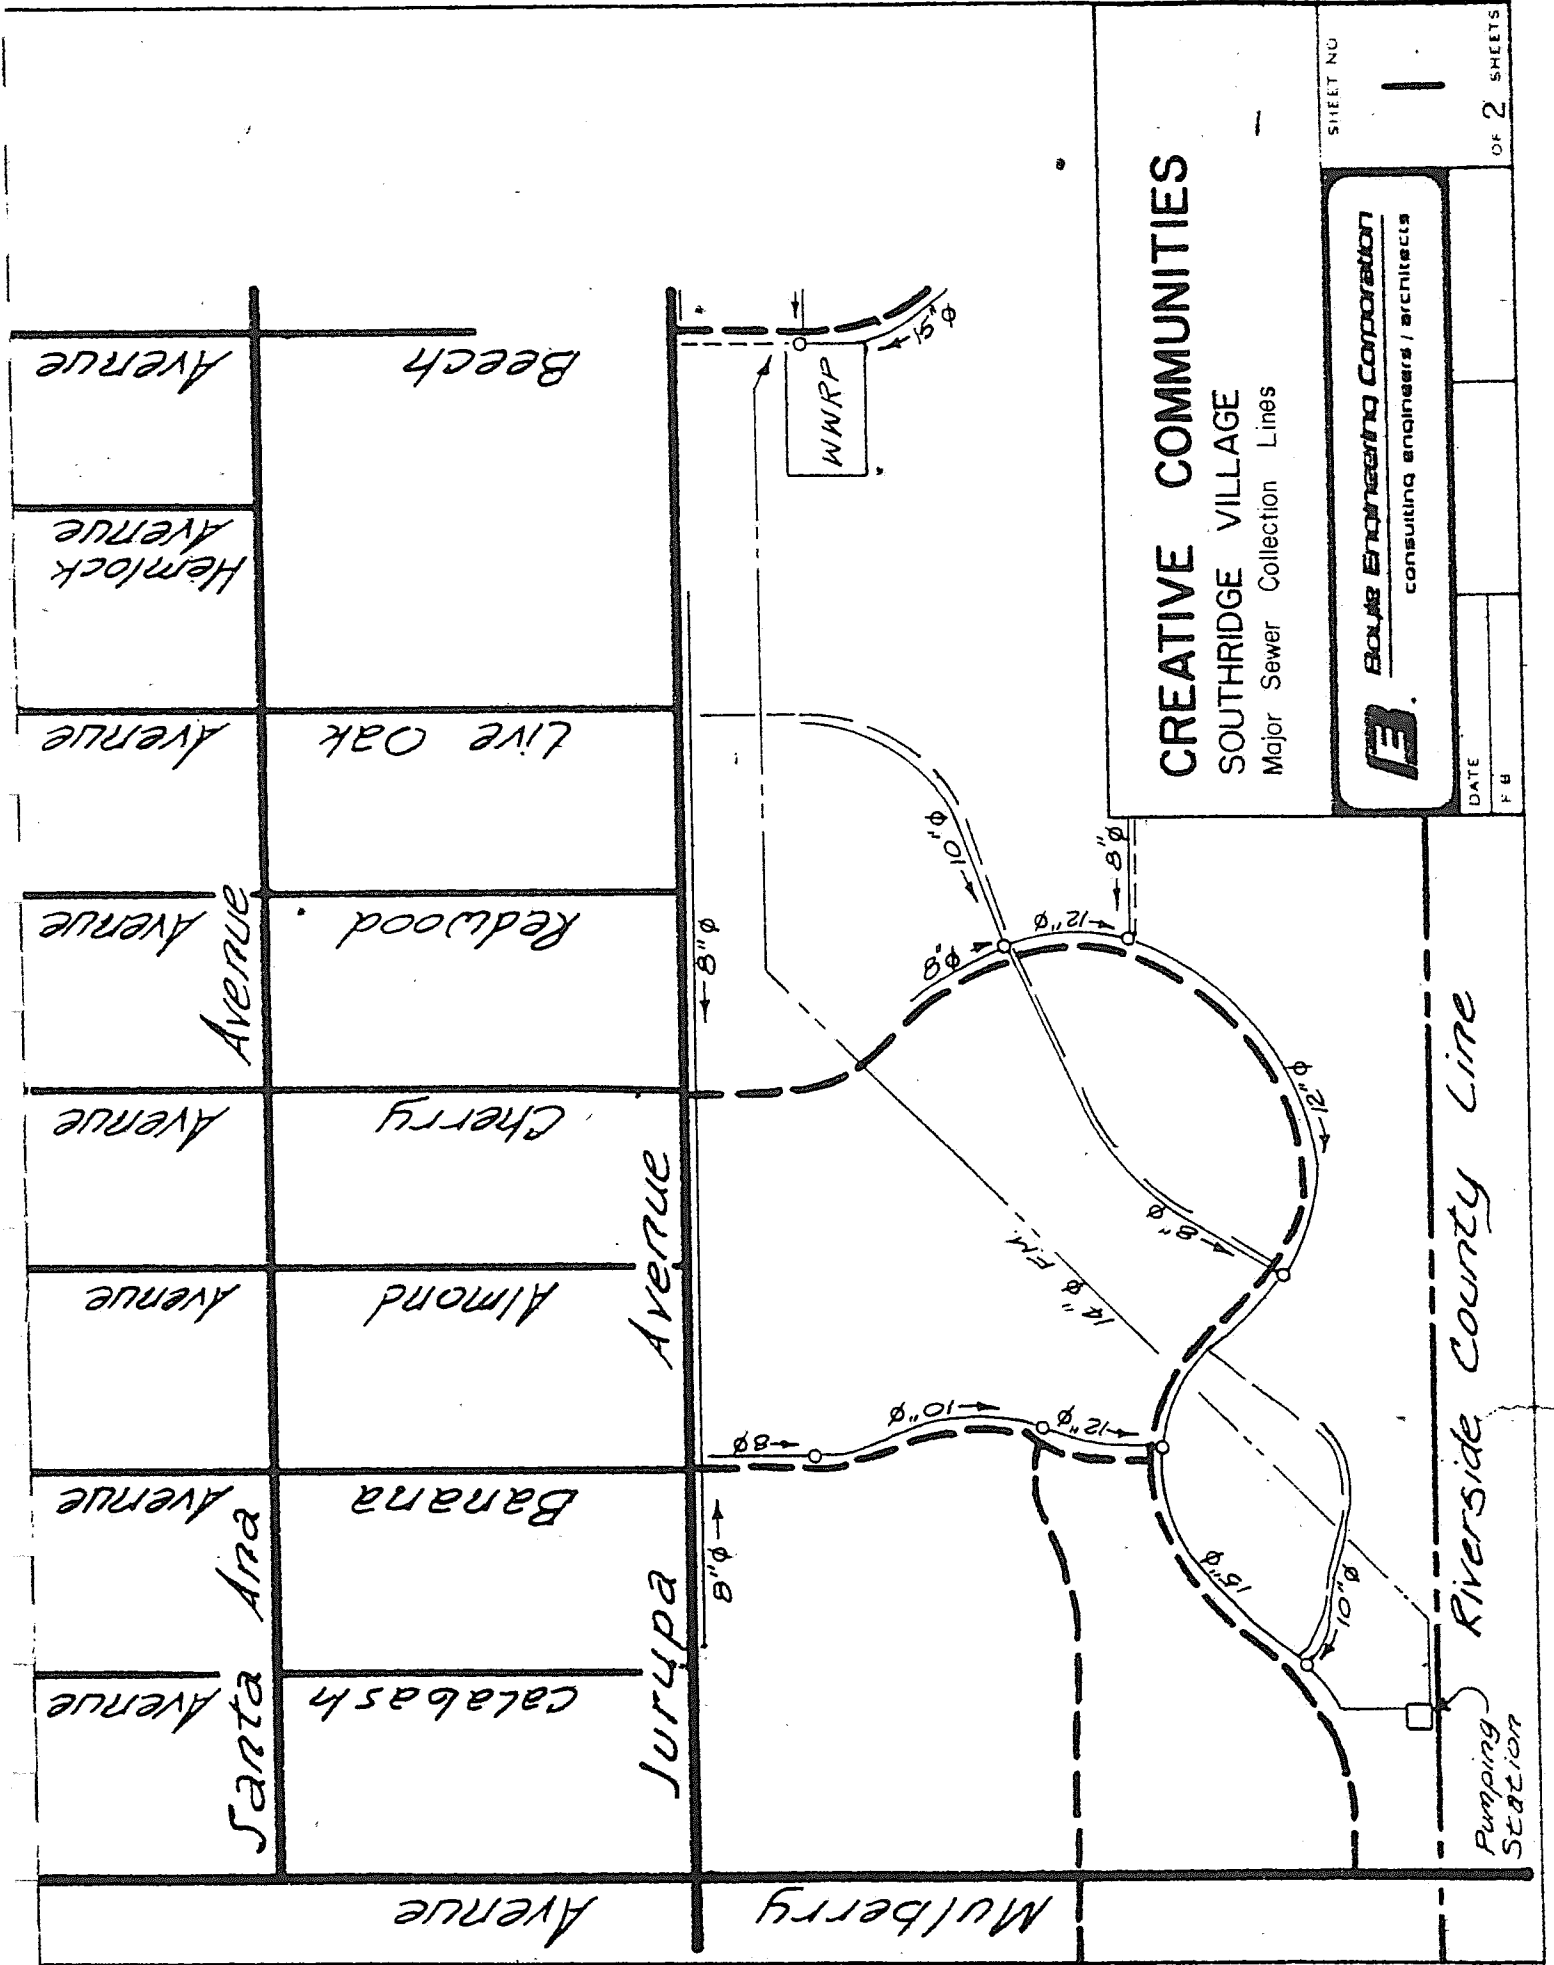 Avenue
Beech
Hemlock
Avenue
Avenue
Live Oak
Avenue
Redwood
Avenue
Cherry
Avenue
Almond
Avenue
Banana
Avenue
Calabash
Avenue
Mulberry
Santa Ana Avenue
Jurupa Avenue
8"φ
8"φ
WWRP
15"φ
10"φ
8"φ
12"φ
8"φ
12"φ
8"φ
14"φ F.M.
8φ
10"φ
12"φ
15"φ
10"φ
Riverside County Line
Pumping
Station
CREATIVE COMMUNITIES
SOUTHRIDGE VILLAGE
Major Sewer Collection Lines
B. Boyle Engineering Corporation
consulting engineers / architects
SHEET NO
1
OF 2 SHEETS
DATE
F B